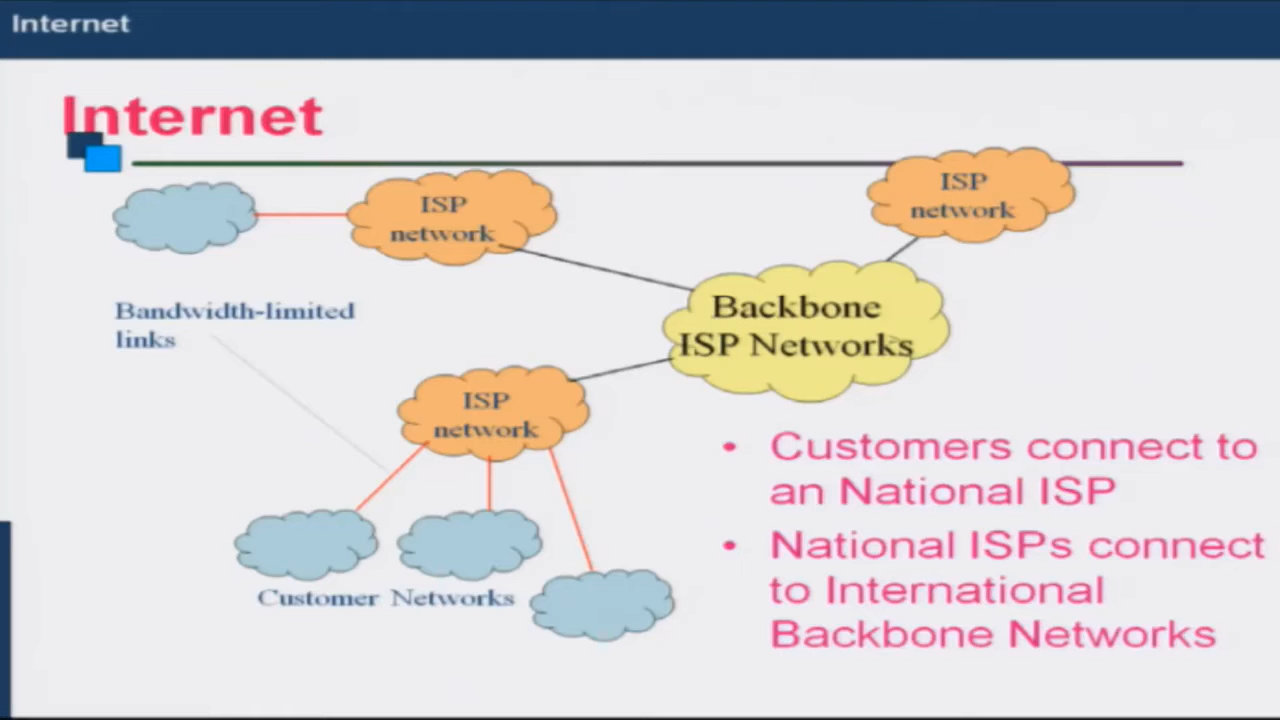 Internet
Internet
ISP
network
ISP
network
Bandwidth-limited
links
Backbone
ISP Networks
ISP
network
Customer Networks
• Customers connect to
an National ISP
• National ISPs connect
to International
Backbone Networks